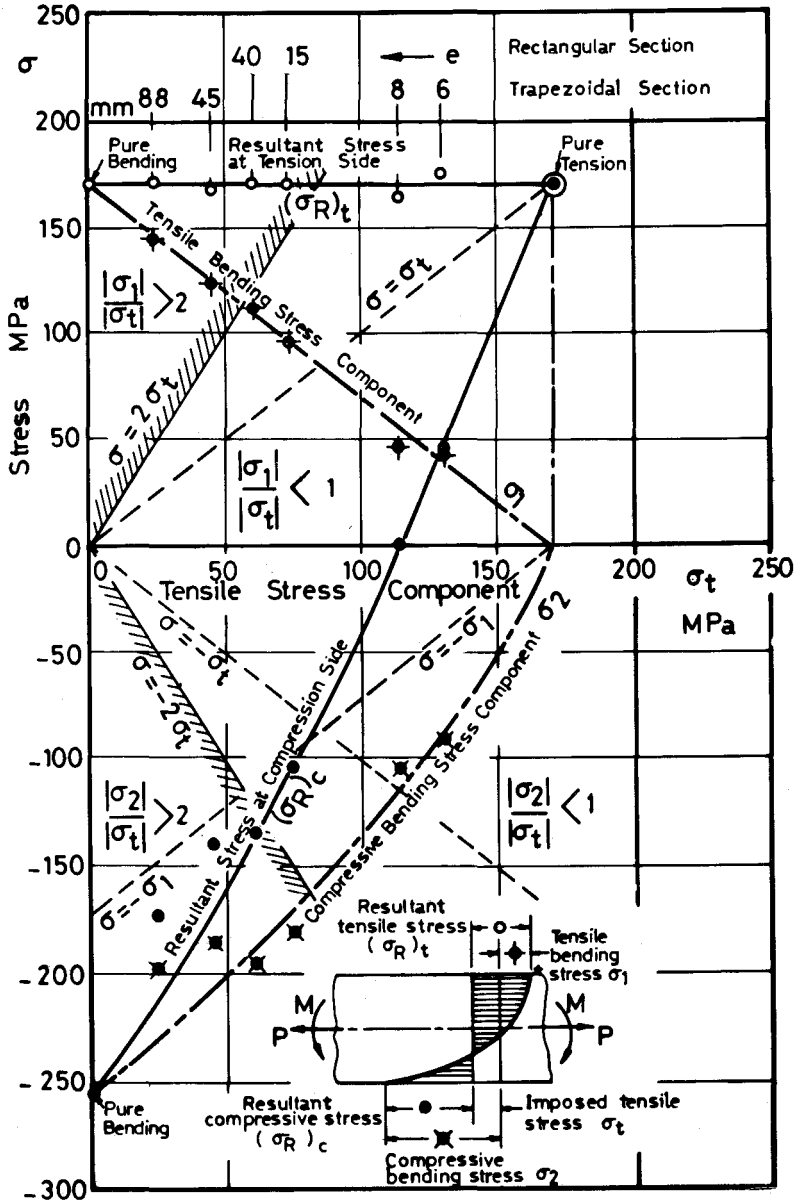 250
σ
40 15
← e
Rectangular Section
mm 88 45
8 6
Trapezoidal Section
200
Pure Bending
Resultant Stress at Tension Side
Pure Tension
(σR)t
150
Tensile Bending Stress Component
σ=σt
|σ1|/|σt| >2
100
Stress MPa
σ=2σt
50
|σ1|/|σt| < 1
σ1
0
0 50 100 150 200 250
Tensile Stress Component
σt
MPa
σ=-σt
σ=-σ1
σ2
-50
σ=-2σt
Resultant Stress at Compression Side
(σR)c
Compressive Bending Stress Component
-100
|σ2|/|σt| >2
|σ2|/|σt| <1
-150
σ=-σ1
Resultant
tensile stress
(σR)t
Tensile
bending
stress σ1
-200
M
M
P
P
-250
Pure
Bending
Resultant
compressive stress
(σR)c
Imposed tensile
stress σt
Compressive
bending stress σ2
-300